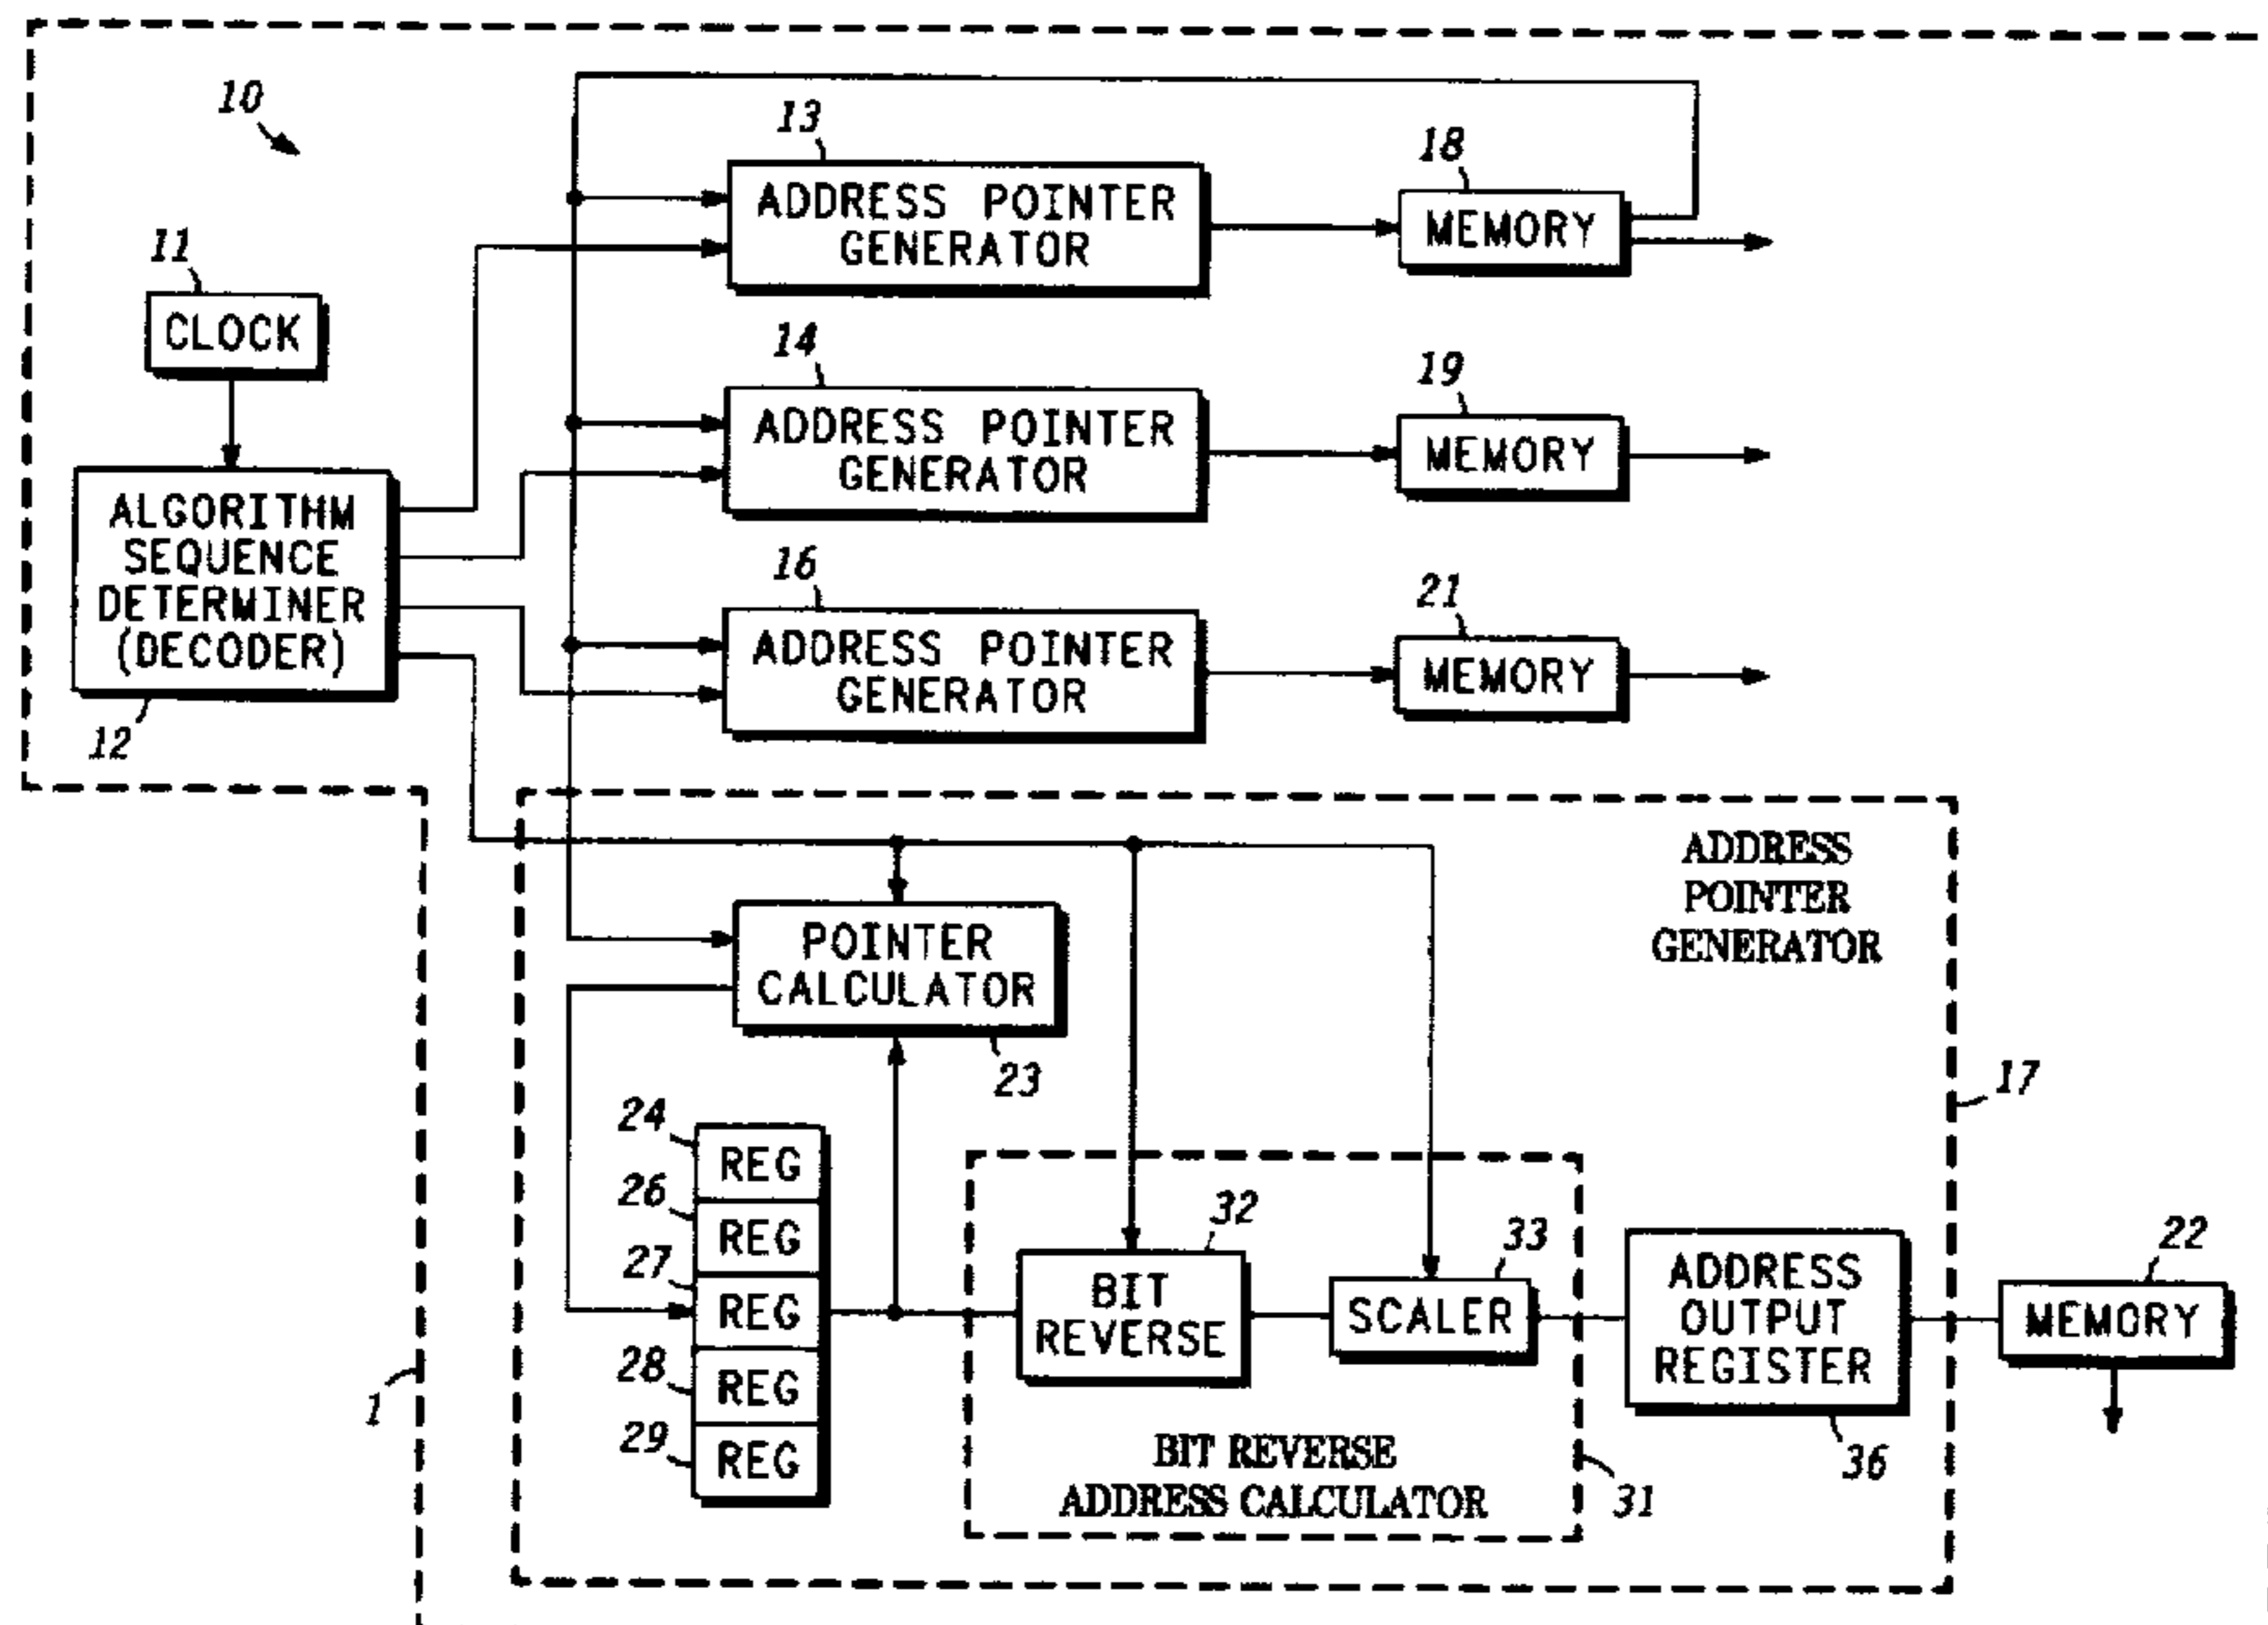 10
13
ADDRESS POINTER
GENERATOR
18
MEMORY
11
CLOCK
14
ADDRESS POINTER
GENERATOR
19
MEMORY
ALGORITHM
SEQUENCE
DETERMINER
(DECODER)
12
16
ADDRESS POINTER
GENERATOR
21
MEMORY
ADDRESS
POINTER
GENERATOR
POINTER
CALCULATOR
23
17
24
REG
26
REG
27
REG
28
REG
29
REG
1
32
BIT
REVERSE
33
SCALER
BIT REVERSE
ADDRESS CALCULATOR
31
ADDRESS
OUTPUT
REGISTER
36
22
MEMORY